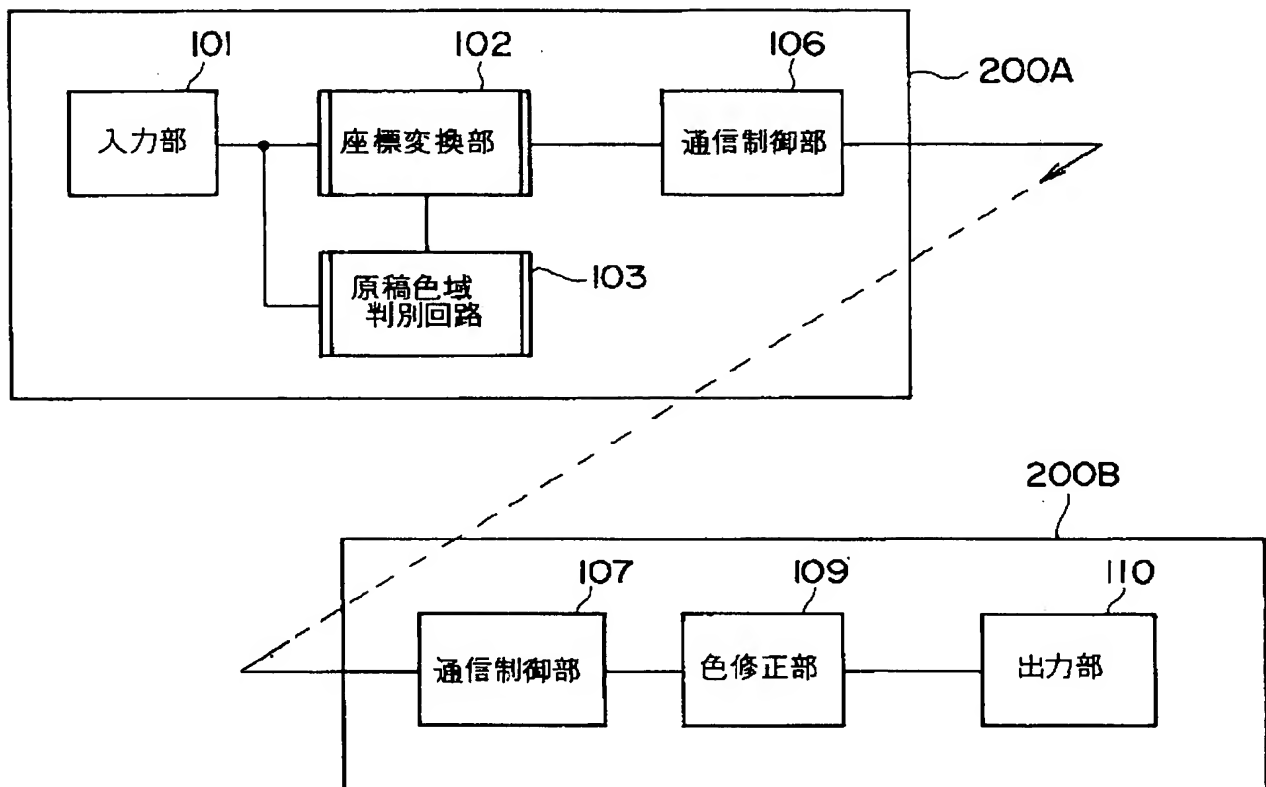 101
102
106
200A
入力部
座標変換部
通信制御部
103
原稿色域
判別回路
200B
107
109
110
通信制御部
色修正部
出力部